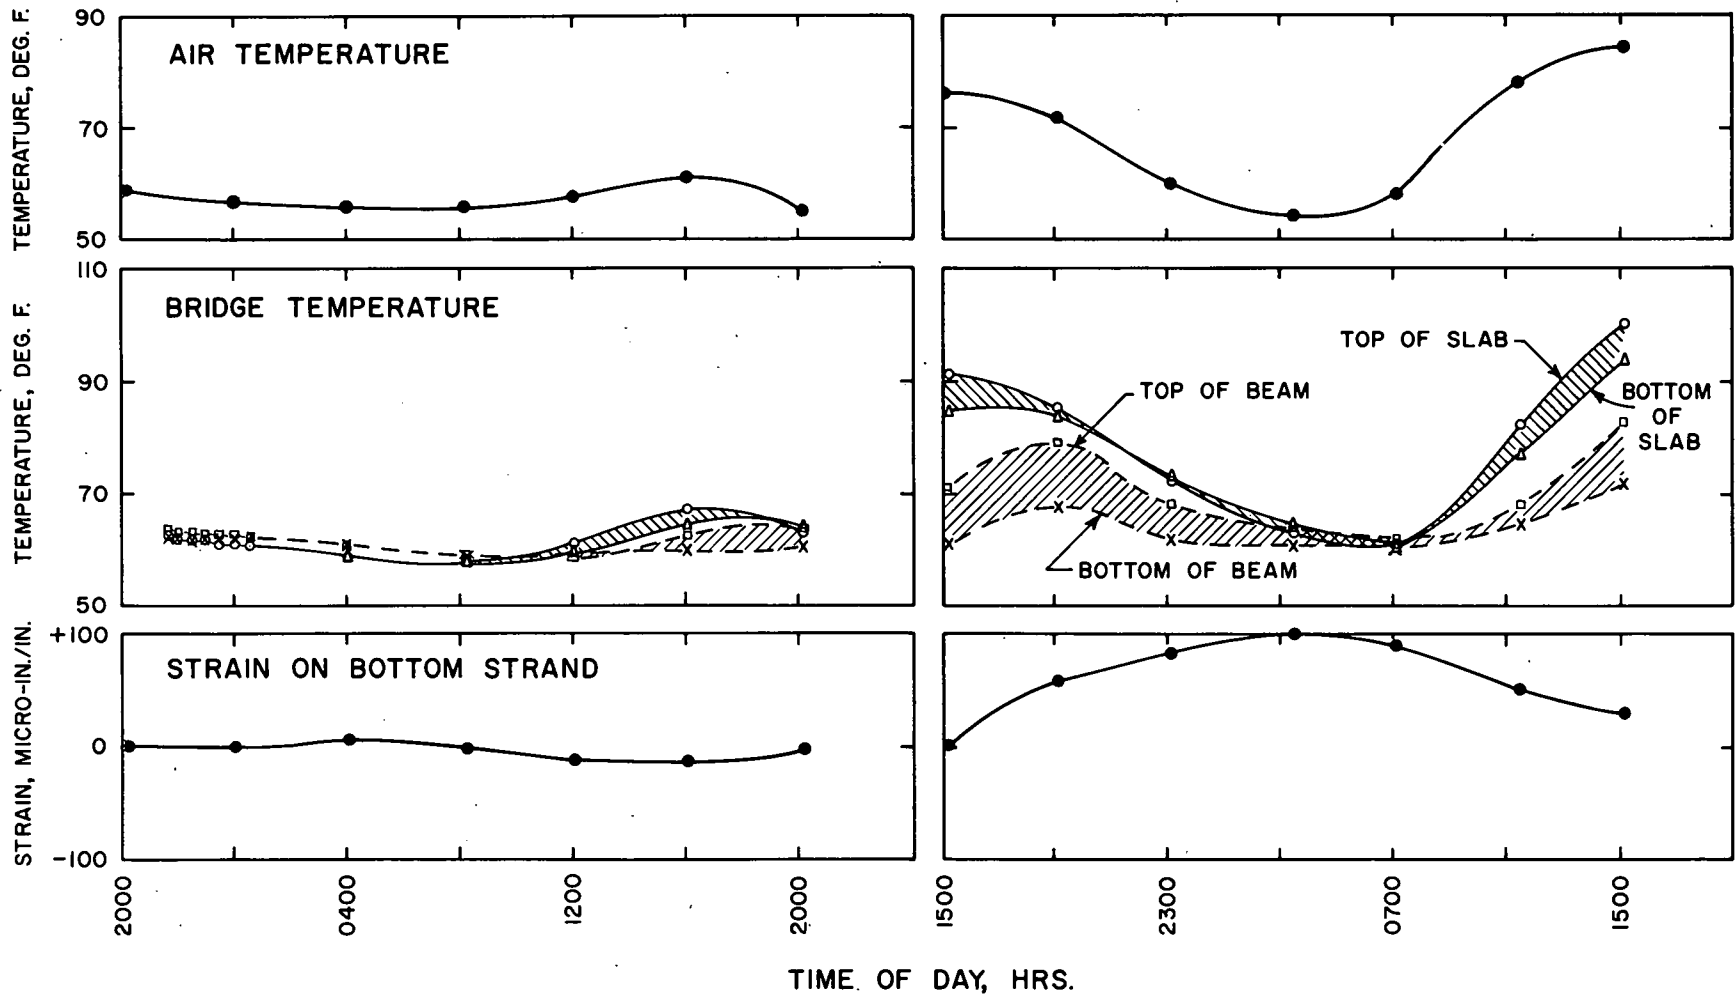 TEMPERATURE, DEG. F.
90
70
50
AIR TEMPERATURE
TEMPERATURE, DEG. F.
110
90
70
50
BRIDGE TEMPERATURE
TOP OF SLAB
TOP OF BEAM
BOTTOM
OF
SLAB
BOTTOM OF BEAM
STRAIN, MICRO-IN./IN.
+100
0
-100
STRAIN ON BOTTOM STRAND
2000
0400
1200
2000
1500
2300
0700
1500
TIME OF DAY, HRS.